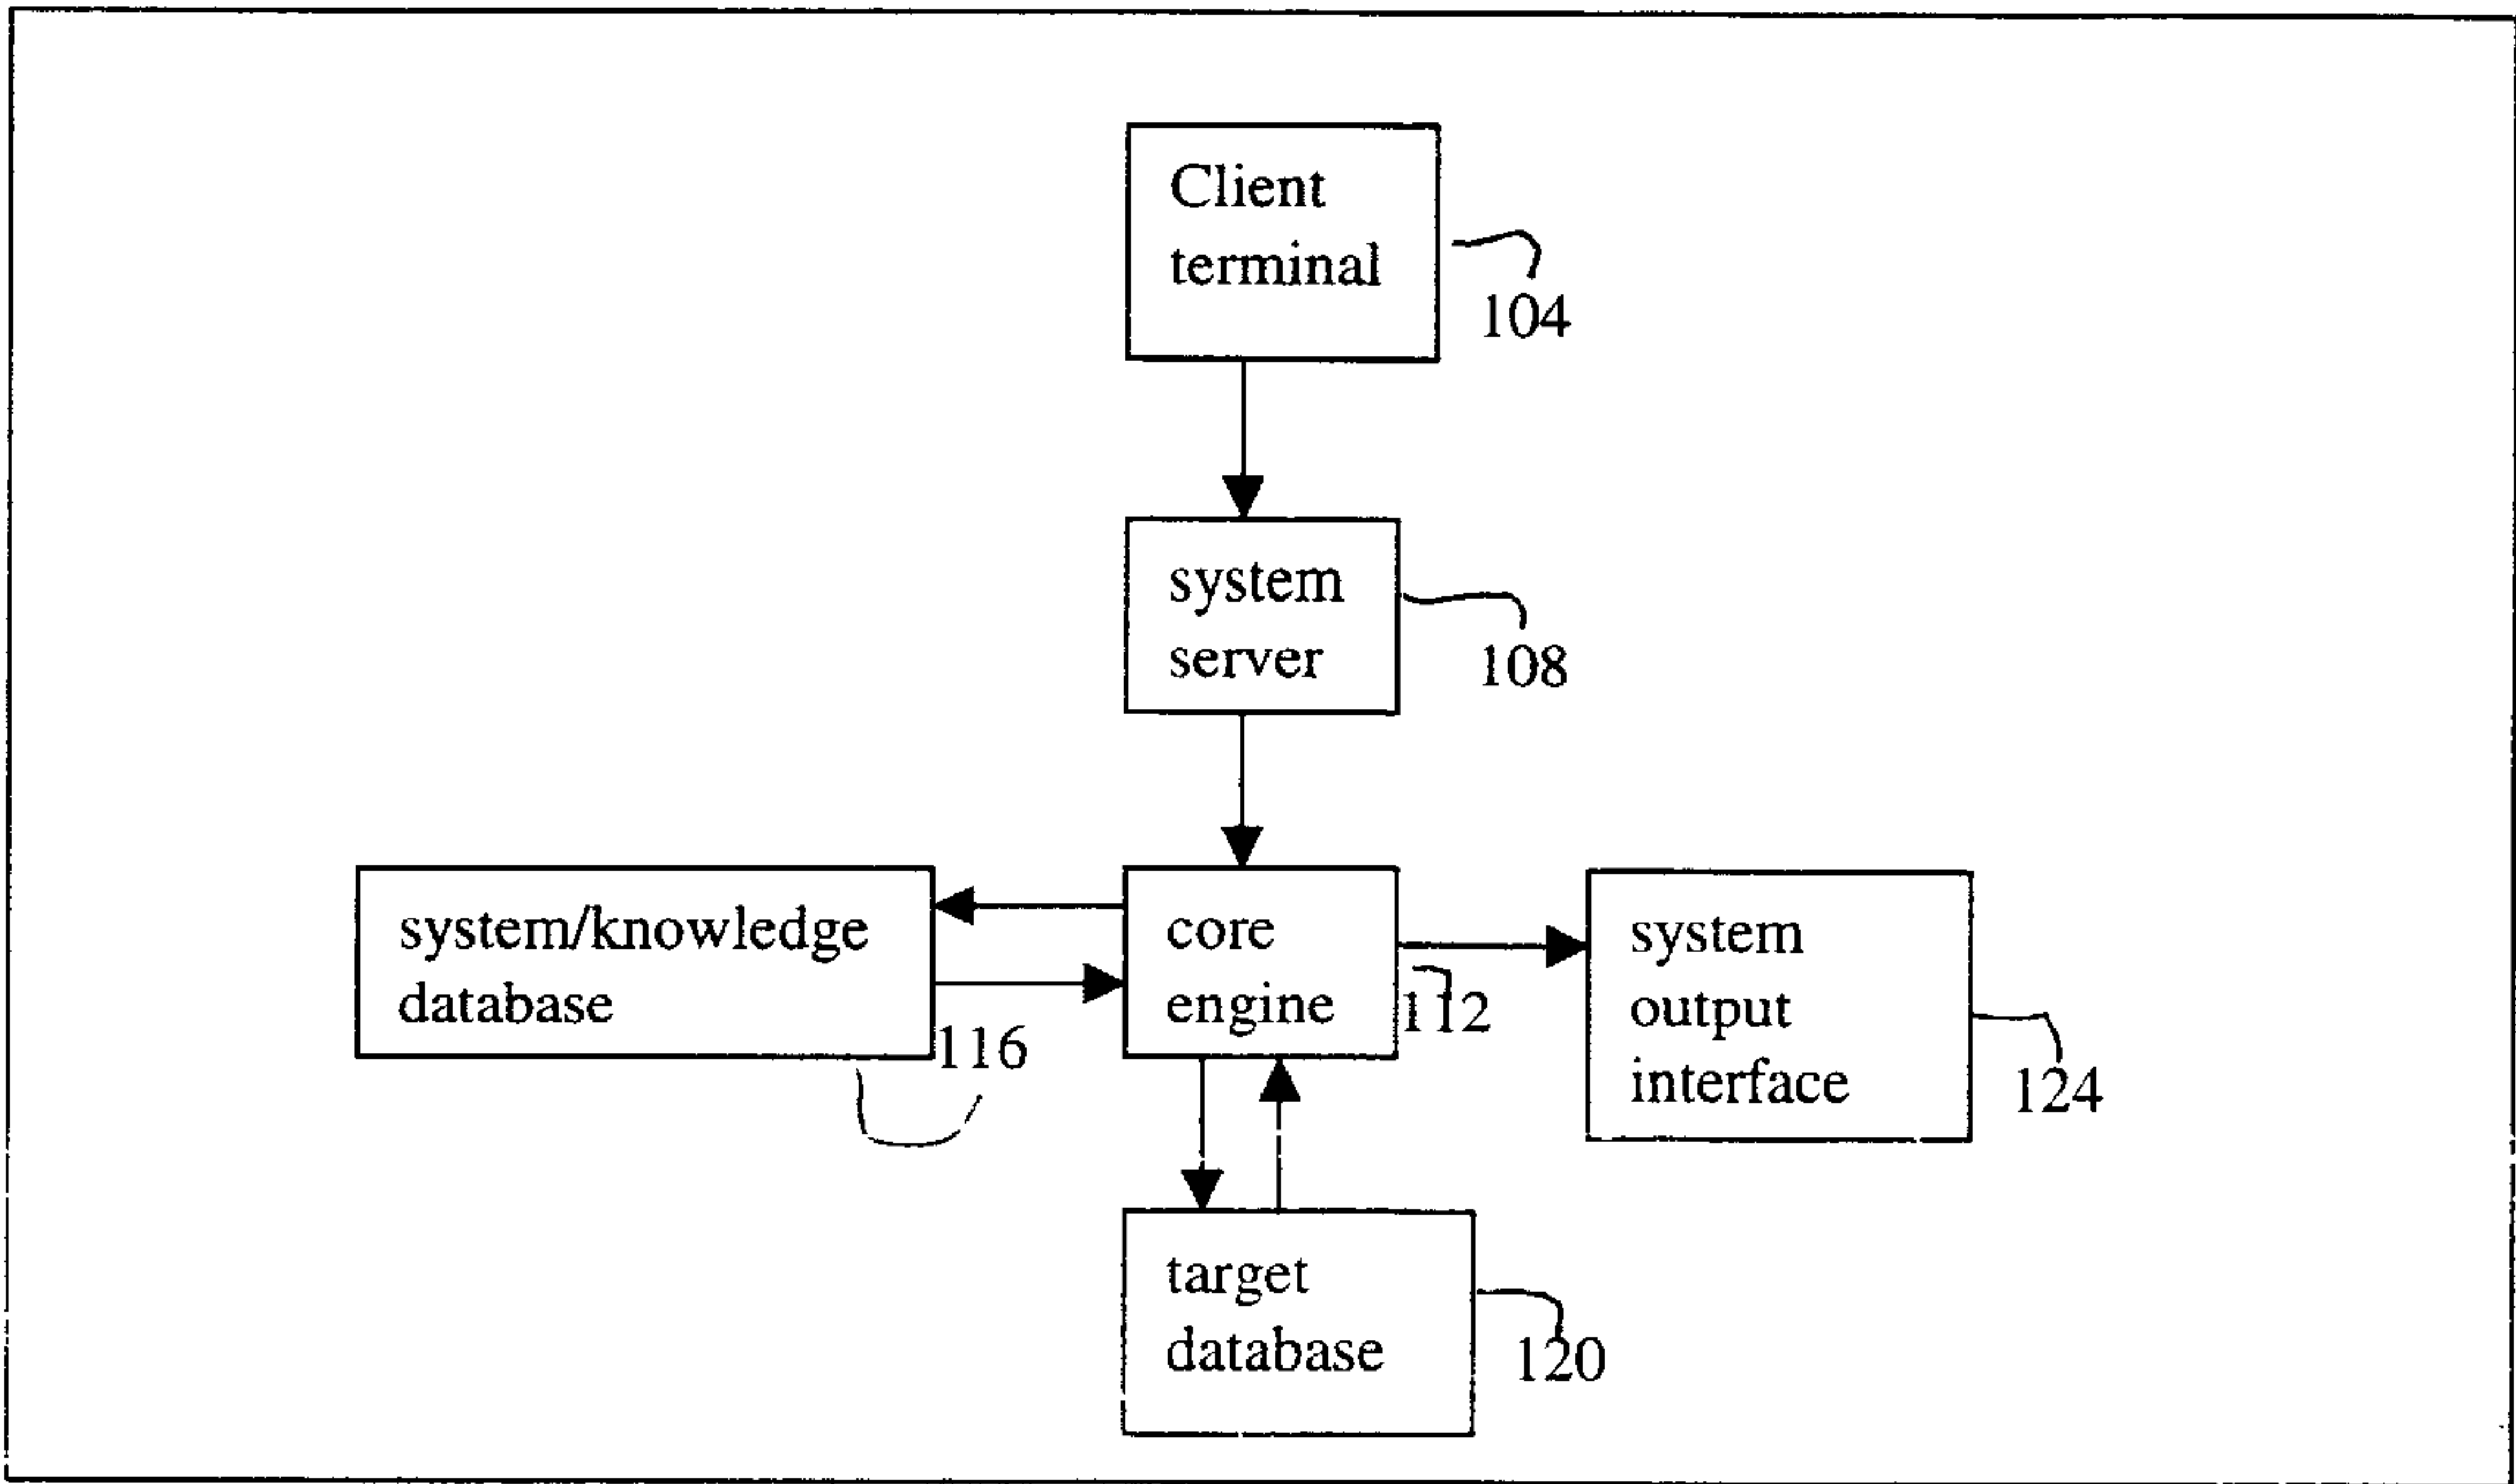 Client
terminal
104
system
server
108
system/knowledge
database
116
core
engine
112
system
output
interface
124
target
database
120